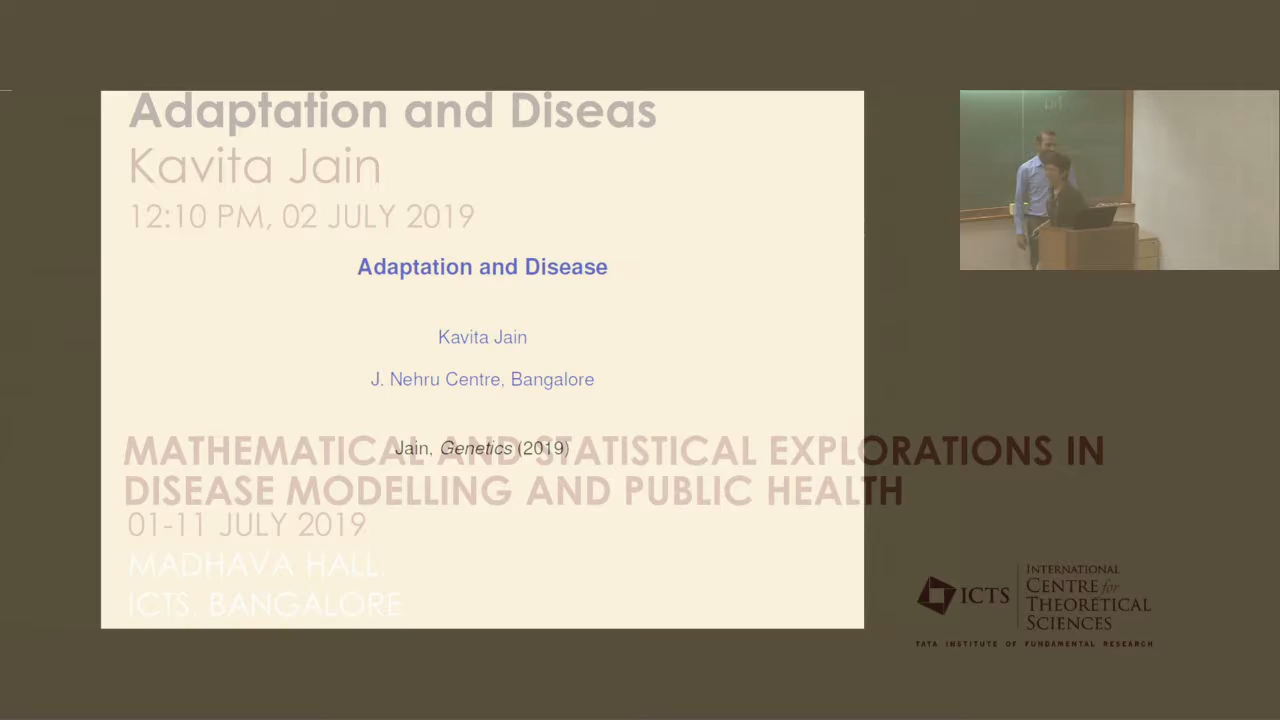 Adaptation and Diseas
Kavita Jain
12:10 PM, 02 JULY 2019
Adaptation and Disease
Kavita Jain
J. Nehru Centre, Bangalore
Jain, Genetics (2019)
MATHEMATICAL AND STATISTICAL EXPLORATIONS IN
DISEASE MODELLING AND PUBLIC HEALTH
01-11 JULY 2019
MADHAVA HALL,
ICTS, BANGALORE
ICTS
INTERNATIONAL
CENTRE for
THEORETICAL
SCIENCES
TATA INSTITUTE OF FUNDAMENTAL RESEARCH